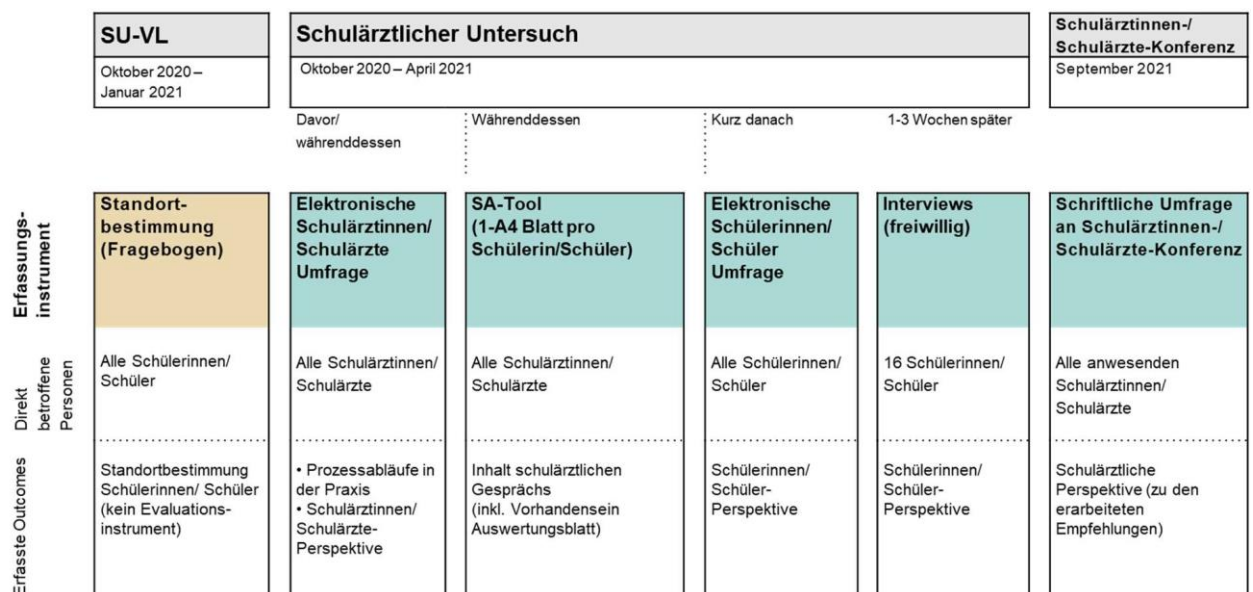 SU-VL
Oktober 2020 –
Januar 2021
Schulärztlicher Untersuch
Oktober 2020 – April 2021
Schulärztinnen-/
Schulärzte-Konferenz
September 2021
Davor/
währenddessen
Währenddessen
Kurz danach
1-3 Wochen später
Erfassungs-
instrument
Standort-
bestimmung
(Fragebogen)
Elektronische
Schulärztinnen/
Schulärzte
Umfrage
SA-Tool
(1-A4 Blatt pro
Schülerin/Schüler)
Elektronische
Schülerinnen/
Schüler
Umfrage
Interviews
(freiwillig)
Schriftliche Umfrage
an Schulärztinnen-/
Schulärzte-Konferenz
Direkt
betroffene
Personen
Alle Schülerinnen/
Schüler
Alle Schulärztinnen/
Schulärzte
Alle Schulärztinnen/
Schulärzte
Alle Schülerinnen/
Schüler
16 Schülerinnen/
Schüler
Alle anwesenden
Schulärztinnen/
Schulärzte
Erfasste Outcomes
Standortbestimmung
Schülerinnen/ Schüler
(kein Evaluations-
instrument)
• Prozessabläufe in
der Praxis
• Schulärztinnen/
Schulärzte-
Perspektive
Inhalt schulärztlichen
Gesprächs
(inkl. Vorhandensein
Auswertungsblatt)
Schülerinnen/
Schüler-
Perspektive
Schülerinnen/
Schüler-
Perspektive
Schulärztliche
Perspektive (zu den
erarbeiteten
Empfehlungen)